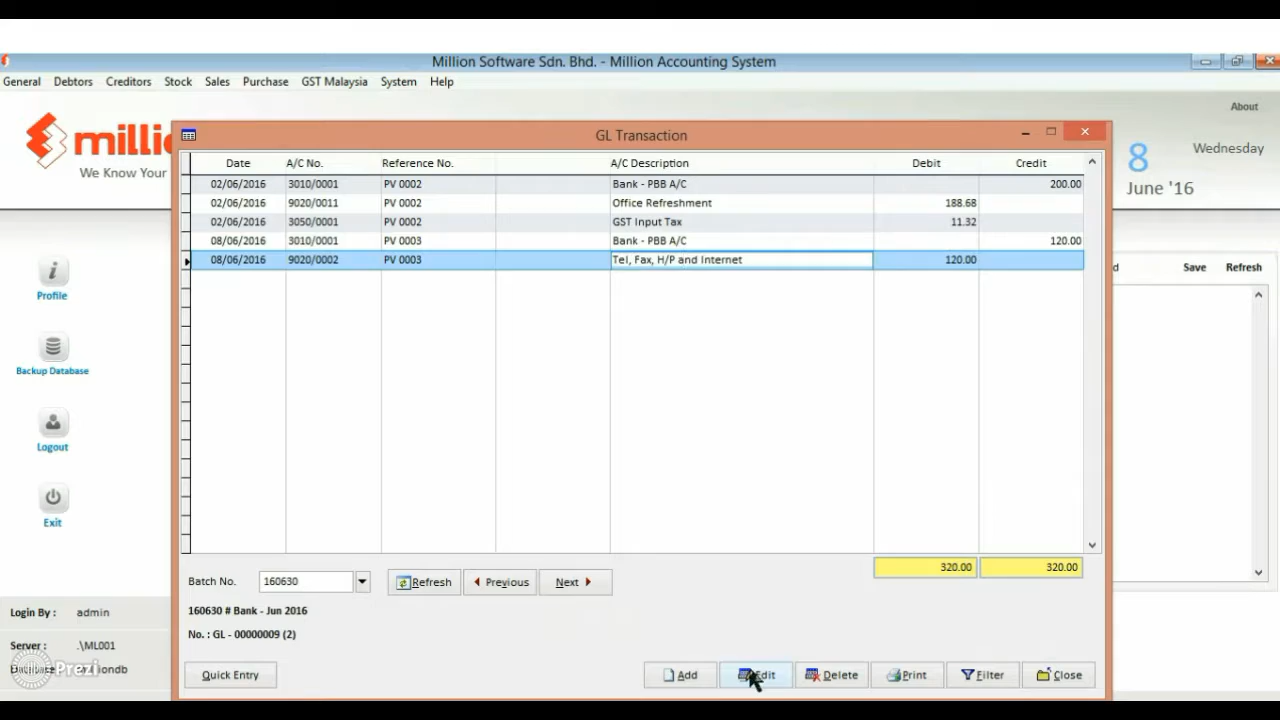 Million Software Sdn. Bhd. - Million Accounting System
General Debtors Creditors Stock Sales Purchase GST Malaysia System Help
About
We Know Your
8 Wednesday
June '16
GL Transaction
Date A/C No. Reference No. A/C Description Debit Credit
02/06/2016 3010/0001 PV 0002 Bank - PBB A/C 200.00
02/06/2016 9020/0011 PV 0002 Office Refreshment 188.68
02/06/2016 3050/0001 PV 0002 GST Input Tax 11.32
08/06/2016 3010/0001 PV 0003 Bank - PBB A/C 120.00
08/06/2016 9020/0002 PV 0003 Tel, Fax, H/P and Internet 120.00
Save Refresh
Profile
Backup Database
Logout
Exit
320.00 320.00
Batch No. 160630 Refresh Previous Next
160630 # Bank - Jun 2016
No. : GL - 00000009 (2)
Quick Entry Add Edit Delete Print Filter Close
Login By : admin
Server : .\ML001
Prezi